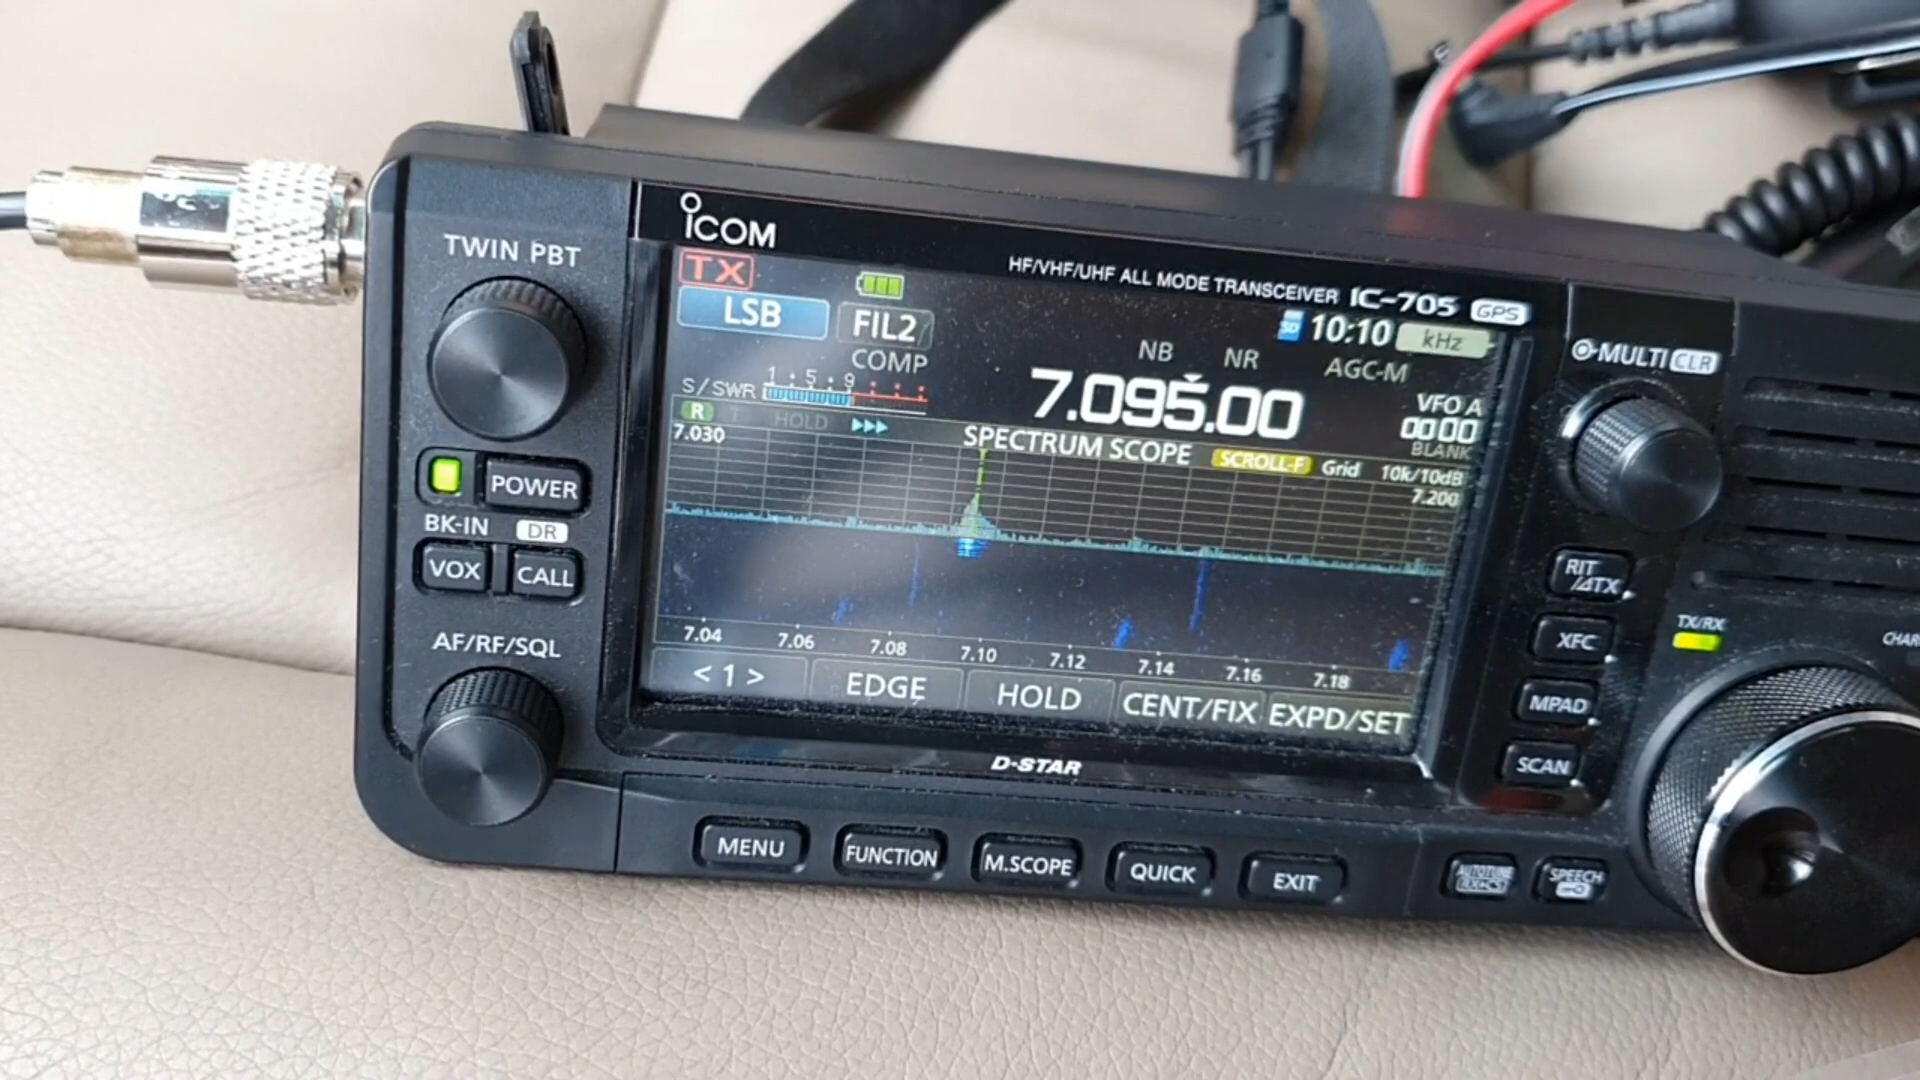 ICOM
TWIN PBT
HF/VHF/UHF ALL MODE TRANSCEIVER IC-705 GPS
TX
LSB FIL2
COMP
SD 10:10 kHz
NB NR AGC-M
S/SWR 1 5 9
7.095.00
VFO A
0000
BLANK
R T HOLD
7.030
SPECTRUM SCOPE SCROLL-F Grid 10k/10dB
7.200
7.04 7.06 7.08 7.10 7.12 7.14 7.16 7.18
< 1 > EDGE HOLD CENT/FIX EXPD/SET
D-STAR
POWER
BK-IN DR
VOX CALL
AF/RF/SQL
MULTI CLR
RIT
/ΔTX
XFC
MPAD
SCAN
TX/RX
MENU FUNCTION M.SCOPE QUICK EXIT
AUTOTUNE
SPEECH